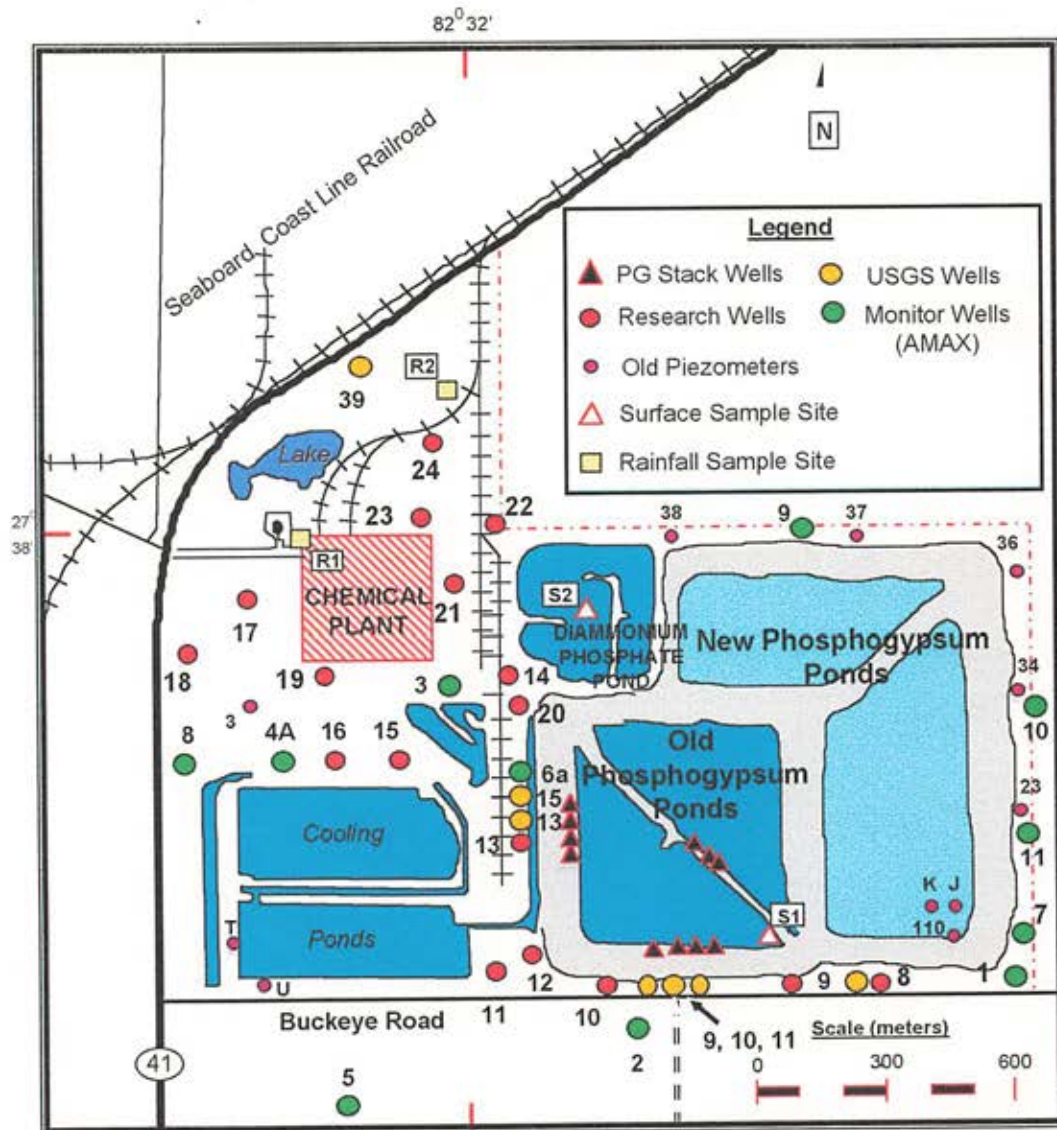 82⁰ 32'
N
Seaboard Coast Line Railroad
Legend
PG Stack Wells
USGS Wells
Research Wells
Monitor Wells
(AMAX)
Old Piezometers
Surface Sample Site
Rainfall Sample Site
R2
39
Lake
24
27⁰
38'
23
22
38
9
37
36
R1
CHEMICAL
PLANT
21
S2
DIAMMONIUM
PHOSPHATE
POND
New Phosphogypsum
Ponds
17
18
19
3
14
34
3
20
10
8
4A
16
15
6a
Old
Phosphogypsum
Ponds
15
13
23
13
11
Cooling
K
J
S1
110
7
T
Ponds
U
12
1
11
10
9
8
Buckeye Road
2
9, 10, 11
Scale (meters)
0
300
600
41
5